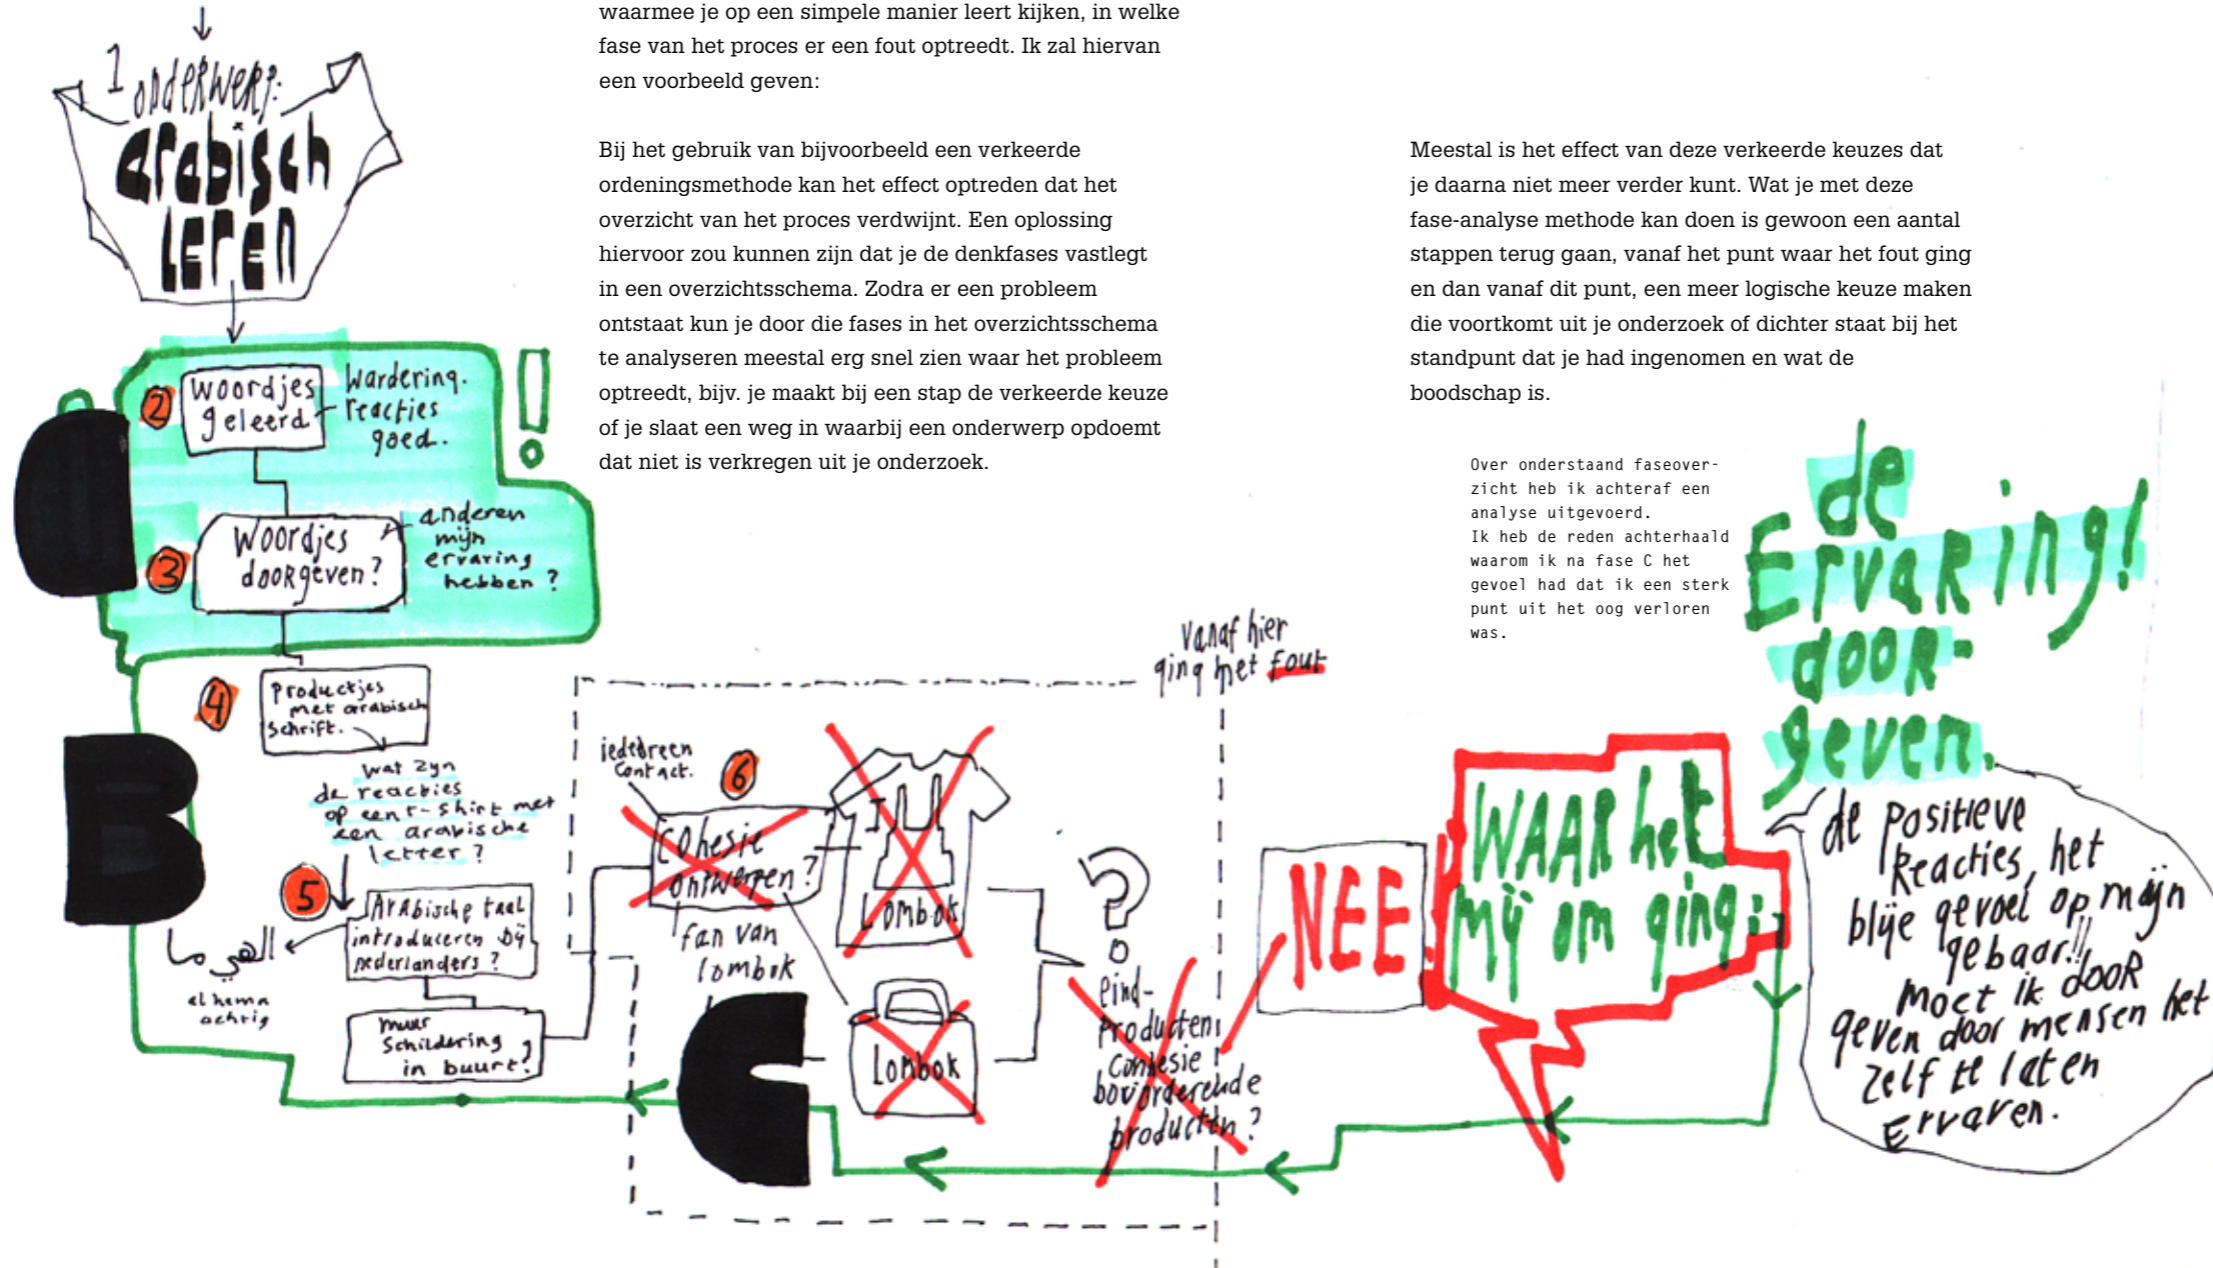 waarmee je op een simpele manier leert kijken, in welke
fase van het proces er een fout optreedt. Ik zal hiervan
een voorbeeld geven:
Bij het gebruik van bijvoorbeeld een verkeerde
ordeningsmethode kan het effect optreden dat het
overzicht van het proces verdwijnt. Een oplossing
hiervoor zou kunnen zijn dat je de denkfases vastlegt
in een overzichtsschema. Zodra er een probleem
ontstaat kun je door die fases in het overzichtsschema
te analyseren meestal erg snel zien waar het probleem
optreedt, bijv. je maakt bij een stap de verkeerde keuze
of je slaat een weg in waarbij een onderwerp opdoemt
dat niet is verkregen uit je onderzoek.
Meestal is het effect van deze verkeerde keuzes dat
je daarna niet meer verder kunt. Wat je met deze
fase-analyse methode kan doen is gewoon een aantal
stappen terug gaan, vanaf het punt waar het fout ging
en dan vanaf dit punt, een meer logische keuze maken
die voortkomt uit je onderzoek of dichter staat bij het
standpunt dat je had ingenomen en wat de
boodschap is.
Over onderstaand faseover-
zicht heb ik achteraf een
analyse uitgevoerd.
Ik heb de reden achterhaald
waarom ik na fase C het
gevoel had dat ik een sterk
punt uit het oog verloren
was.
1 onderwerp:
arabisch
leren
2
woordjes
geleerd
Wardering.
reacties
goed.
!
3
Woordjes
doorgeven?
anderen
mijn
ervaring
hebben?
4
Productjes
met arabisch
schrift.
B
wat zyn
de reacties
op een t-shirt met
een arabische
letter?
5
Arabische taal
introduceren bij
nederlanders?
muur
schildering
in buurt?
iedereen
contact.
6
Cohesie
ontwerpen?
fan van
lombok
Lombok
Lombok
C
?
eind-
producten
bevorderende
producten?
vanaf hier
ging het fout
NEE!
WAAR het
mij om ging:
de
Ervaring!
door-
geven.
de positieve
Reacties, het
blije gevoel op mijn
gebaar!!
moet ik door
geven door mensen het
zelf te laten
Ervaren.